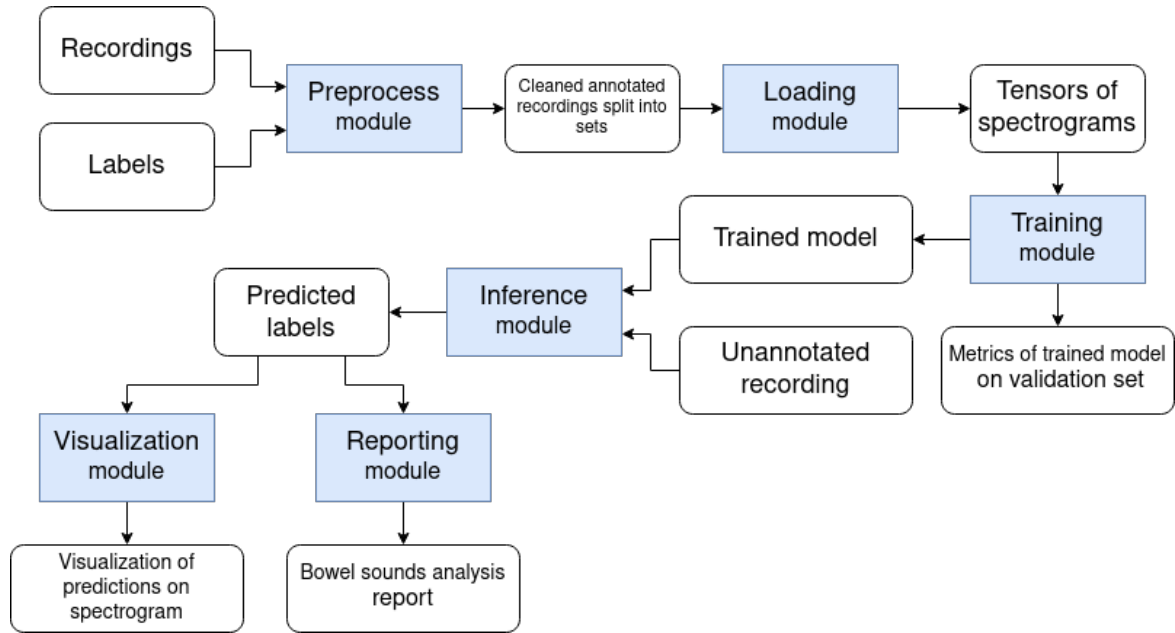 Recordings
Preprocess
module
Cleaned annotated
recordings split into
sets
Loading
module
Tensors of
spectrograms
Labels
Training
module
Trained model
Inference
module
Predicted
labels
Unannotated
recording
Metrics of trained model
on validation set
Visualization
module
Reporting
module
Visualization of
predictions on
spectrogram
Bowel sounds analysis
report